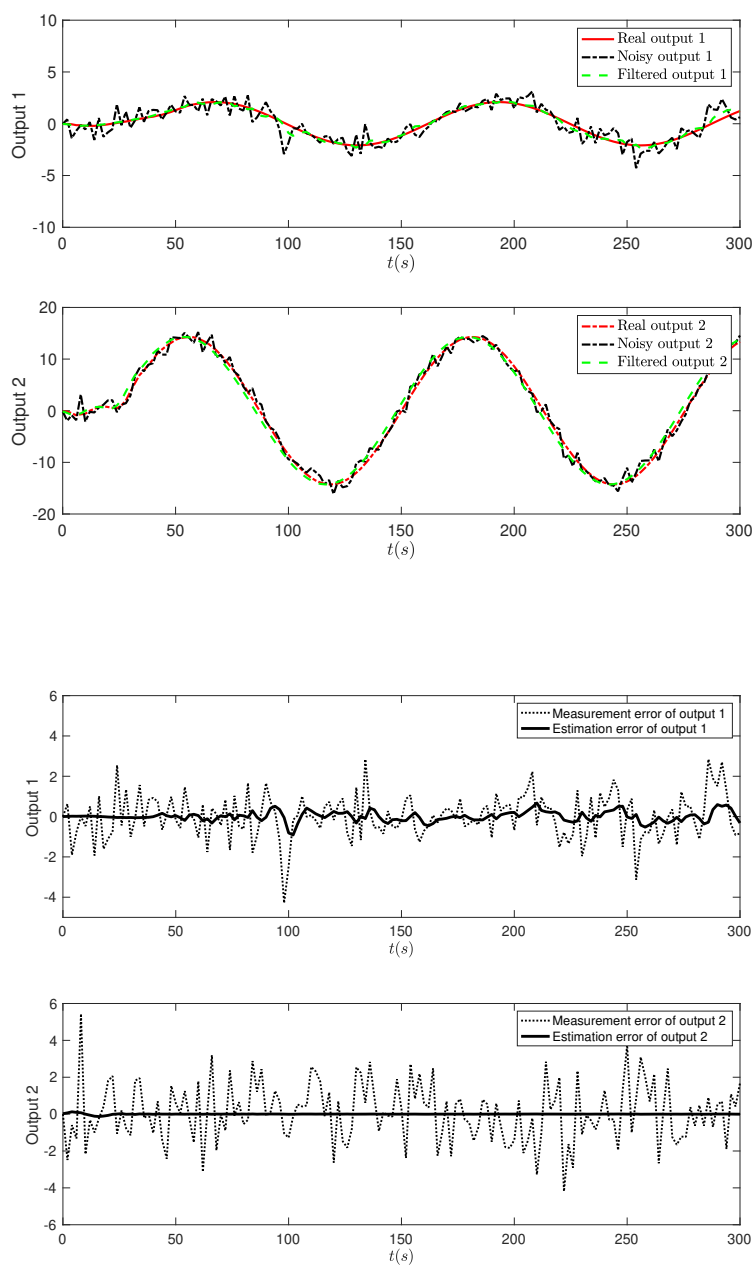 10
5
0
-5
-10
Output 1
Real output 1
Noisy output 1
Filtered output 1
0 50 100 150 200 250 300
t(s)
20
10
0
-10
-20
Output 2
Real output 2
Noisy output 2
Filtered output 2
0 50 100 150 200 250 300
t(s)
6
4
2
0
-2
-4
Output 1
Measurement error of output 1
Estimation error of output 1
0 50 100 150 200 250 300
t(s)
6
4
2
0
-2
-4
-6
Output 2
Measurement error of output 2
Estimation error of output 2
0 50 100 150 200 250 300
t(s)